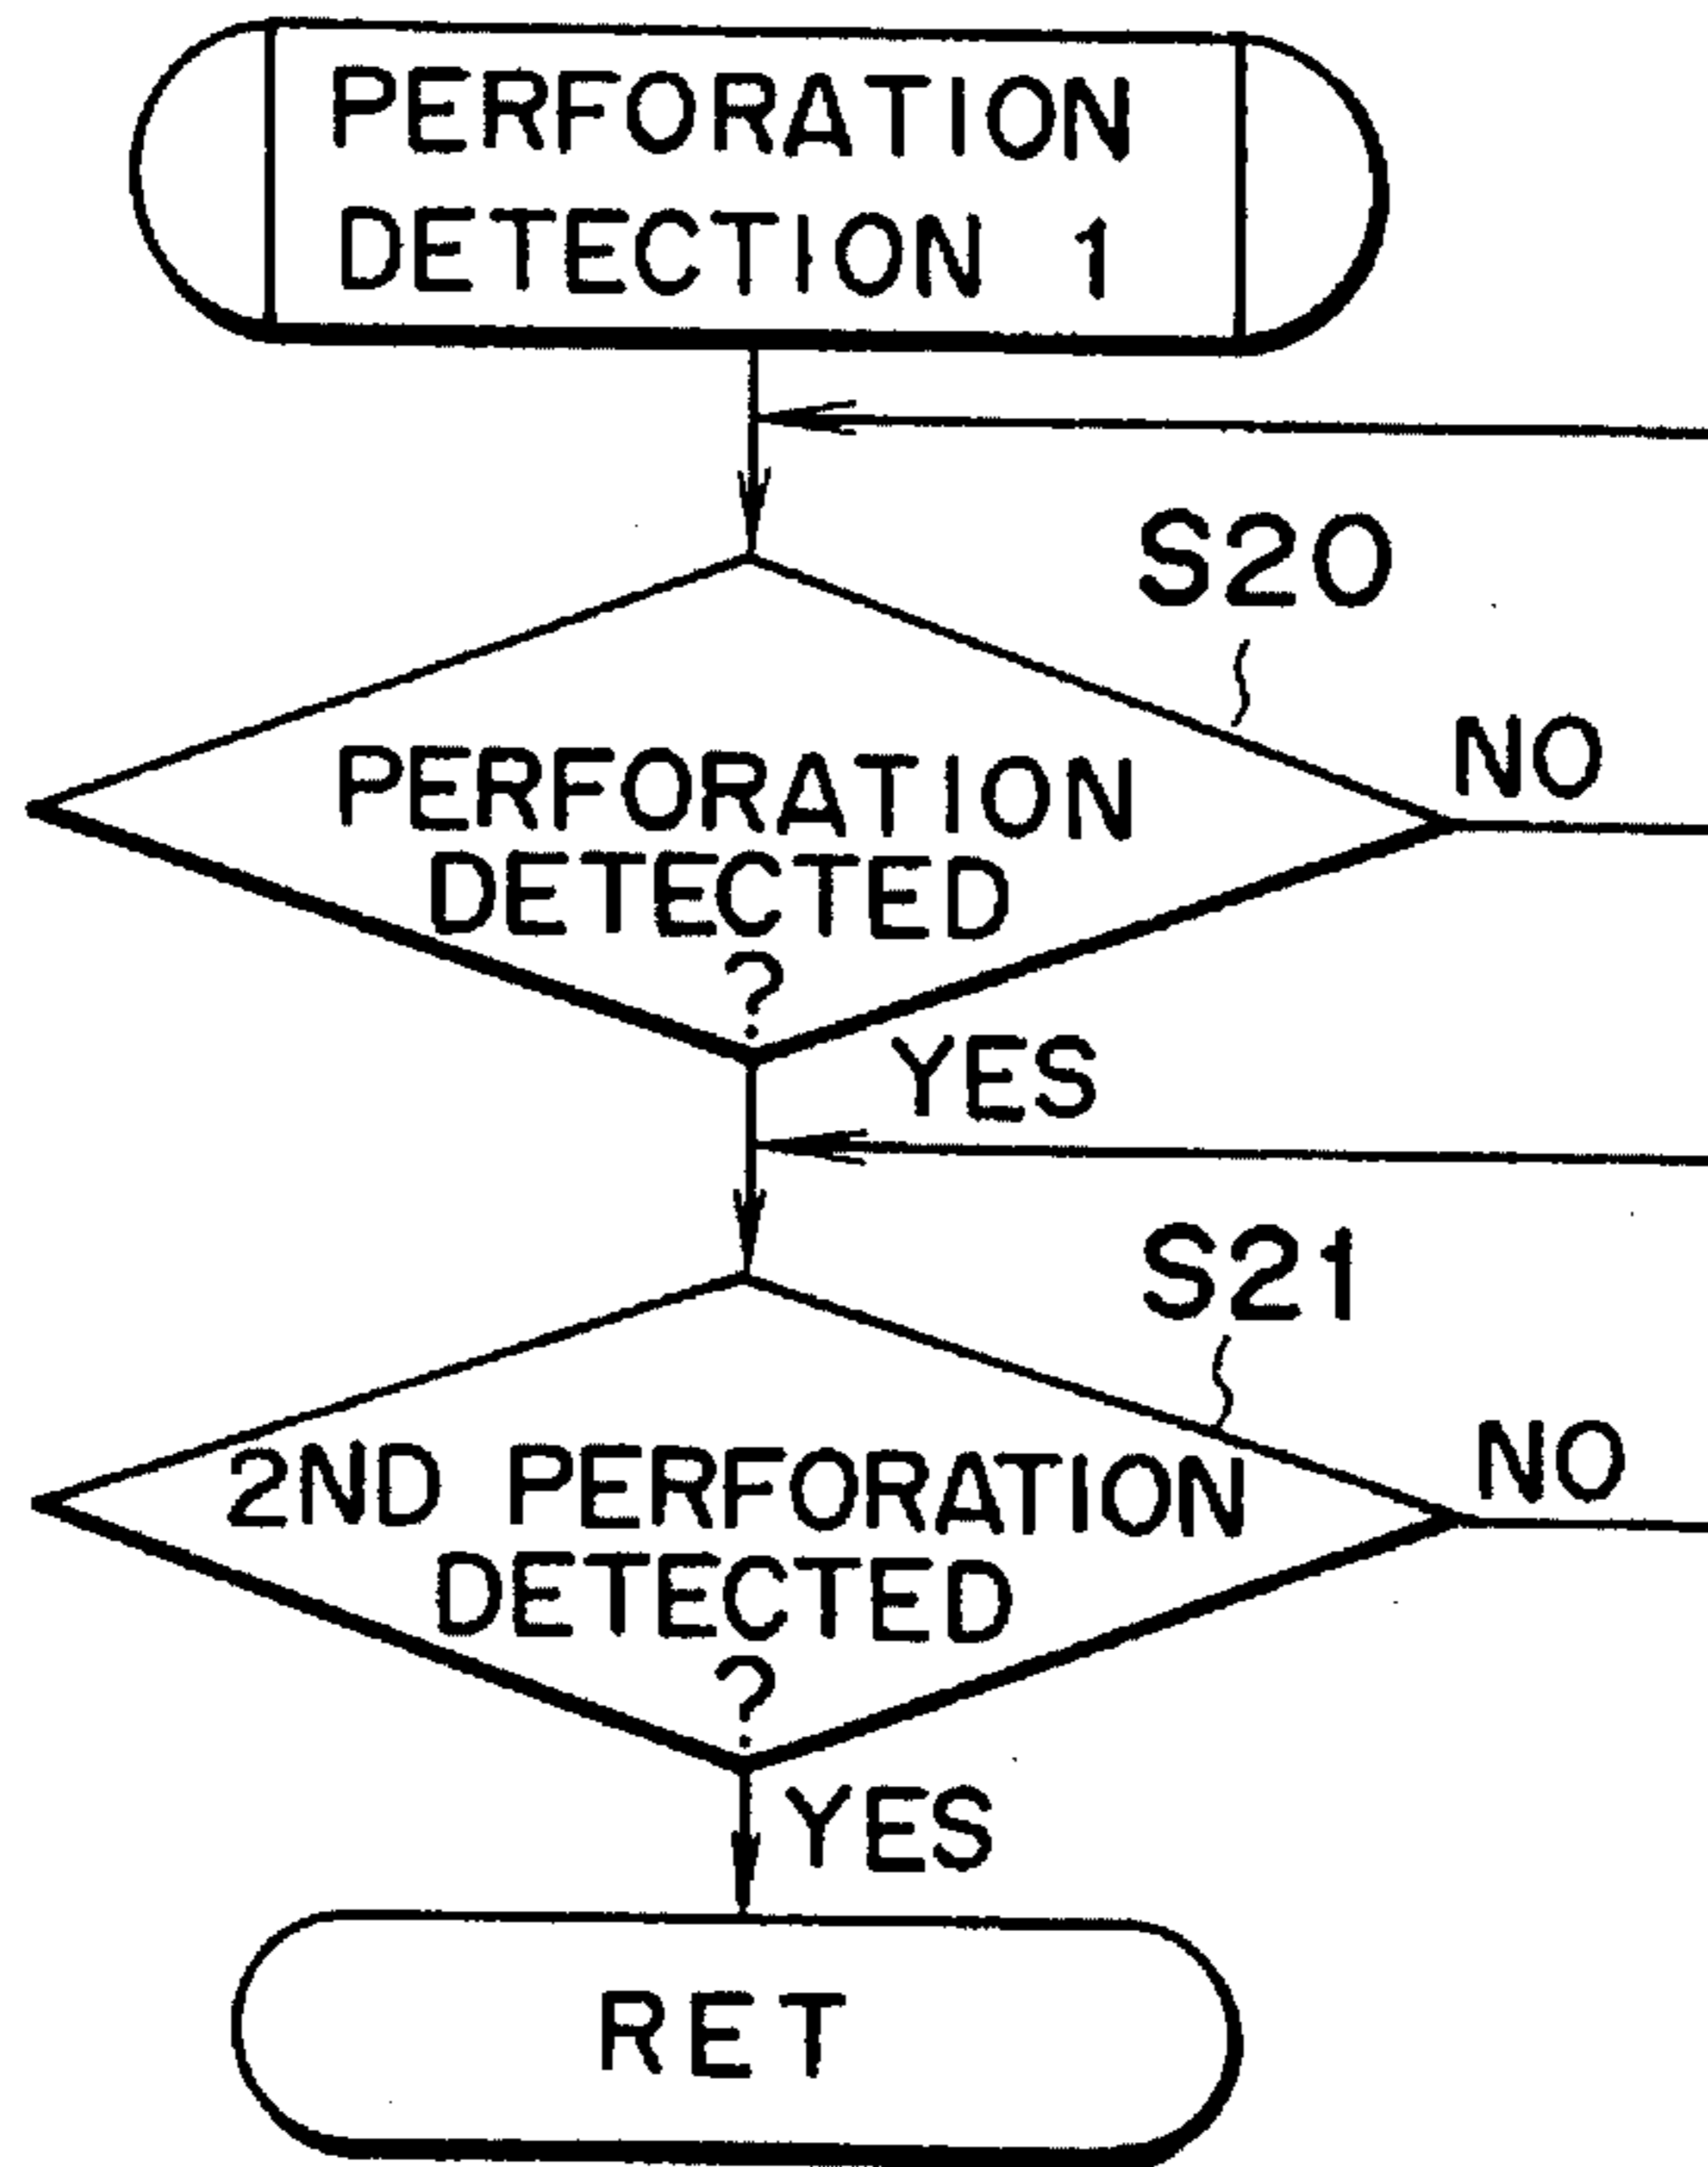 PERFORATION
DETECTION 1
S20
PERFORATION
DETECTED
?
NO
YES
S21
2ND PERFORATION
DETECTED
?
NO
YES
RET